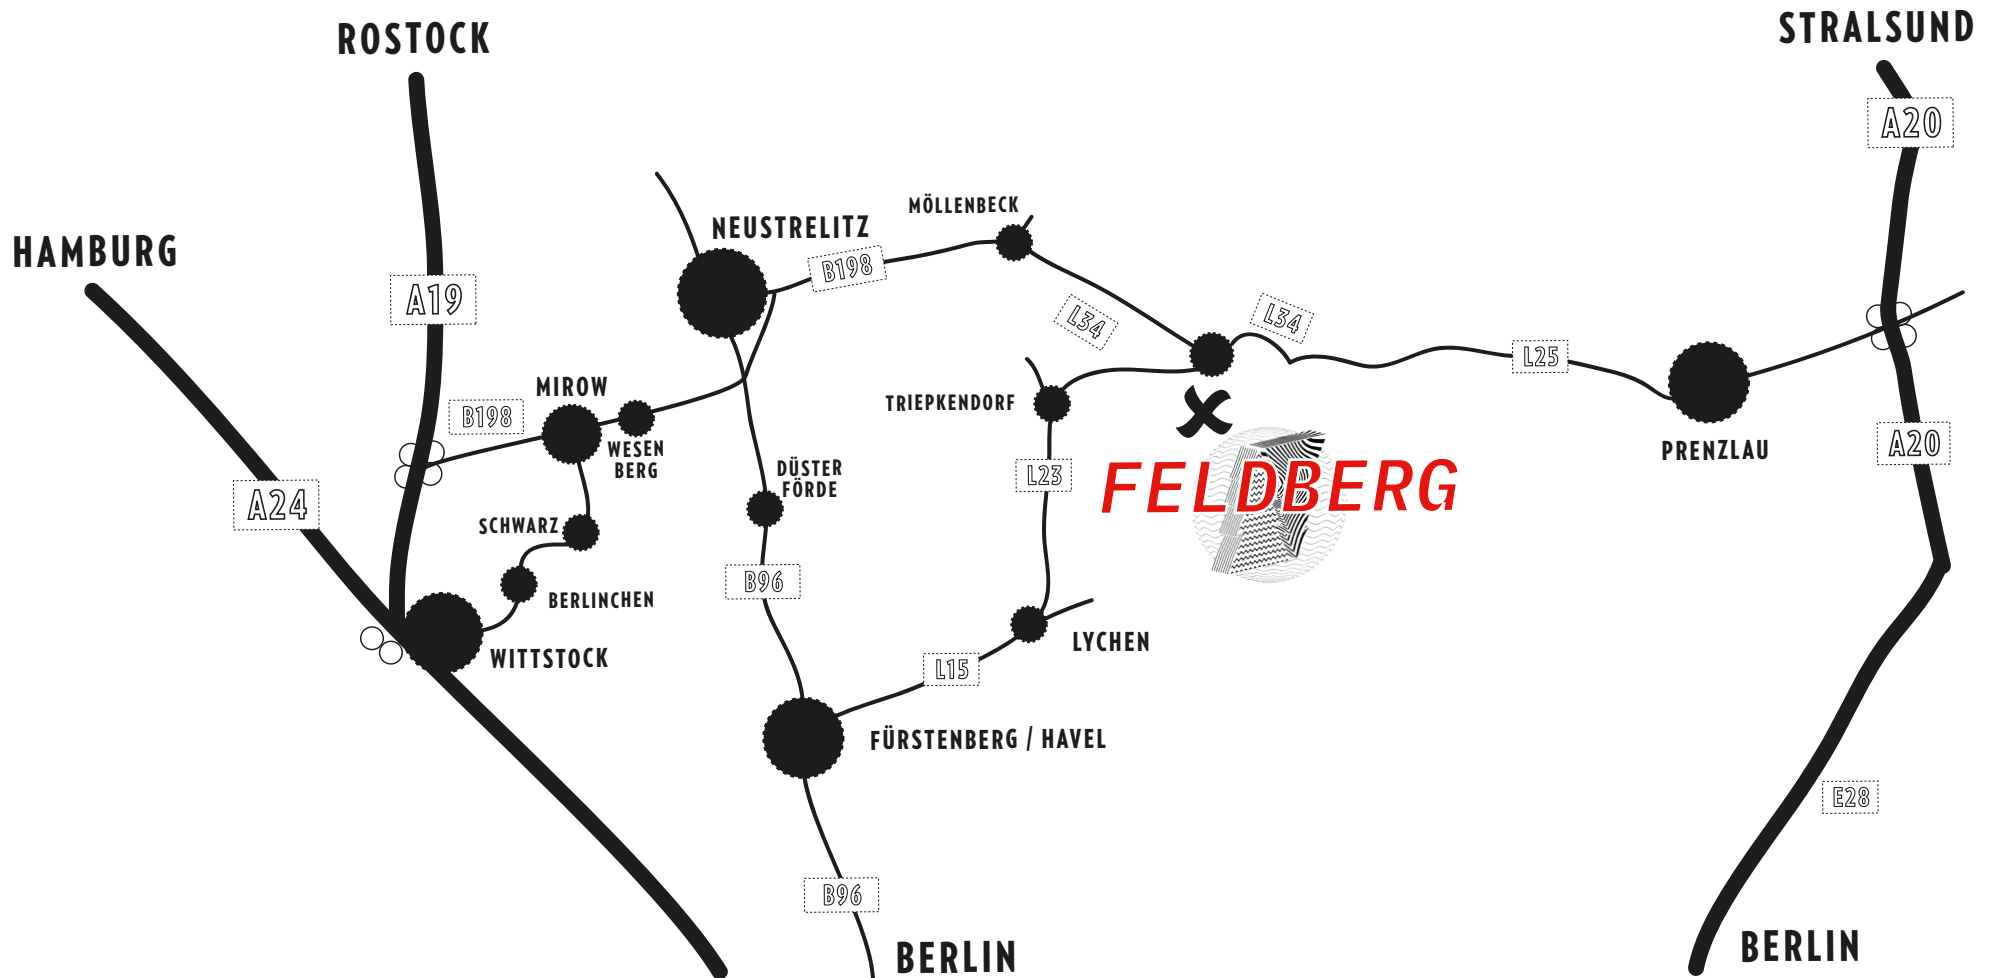 STRALSUND
ROSTOCK
A20
MÖLLENBECK
NEUSTRELITZ
HAMBURG
B198
A19
L34
L34
L25
MIROW
TRIEPKENDORF
B198
WESEN
BERG
PRENZLAU
A20
DÜSTER
FÖRDE
L23
FELDBERG
A24
SCHWARZ
B96
BERLINCHEN
LYCHEN
WITTSTOCK
L15
FÜRSTENBERG / HAVEL
E28
B96
BERLIN
BERLIN